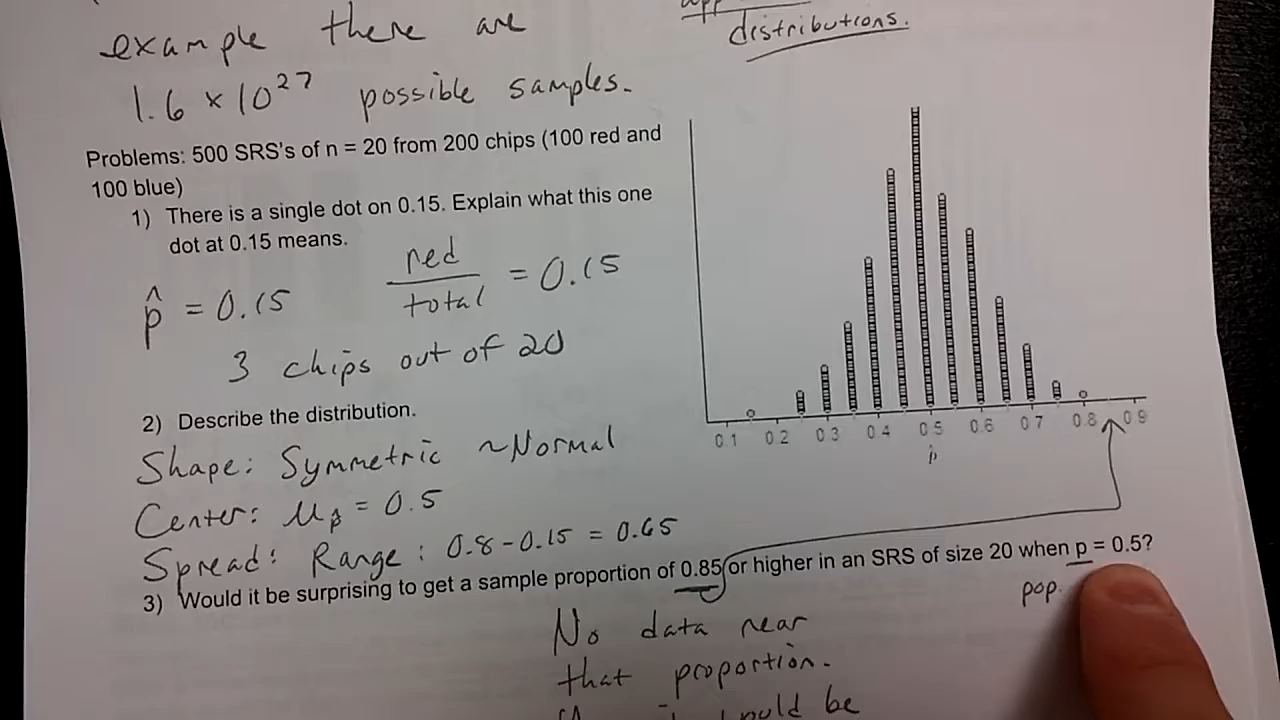 example there are
distributions.
1.6 × 10²⁷ possible samples.
Problems: 500 SRS's of n = 20 from 200 chips (100 red and
100 blue)
1) There is a single dot on 0.15. Explain what this one
dot at 0.15 means.
p̂ = 0.15
red
total
= 0.15
3 chips out of 20
2) Describe the distribution.
Shape: Symmetric ~Normal
Center: μp̂ = 0.5
Spread: Range: 0.8 - 0.15 = 0.65
0.1 0.2 0.3 0.4 0.5 0.6 0.7 0.8 0.9
3) Would it be surprising to get a sample proportion of 0.85 or higher in an SRS of size 20 when p = 0.5?
pop.
No data near
that proportion.
would be